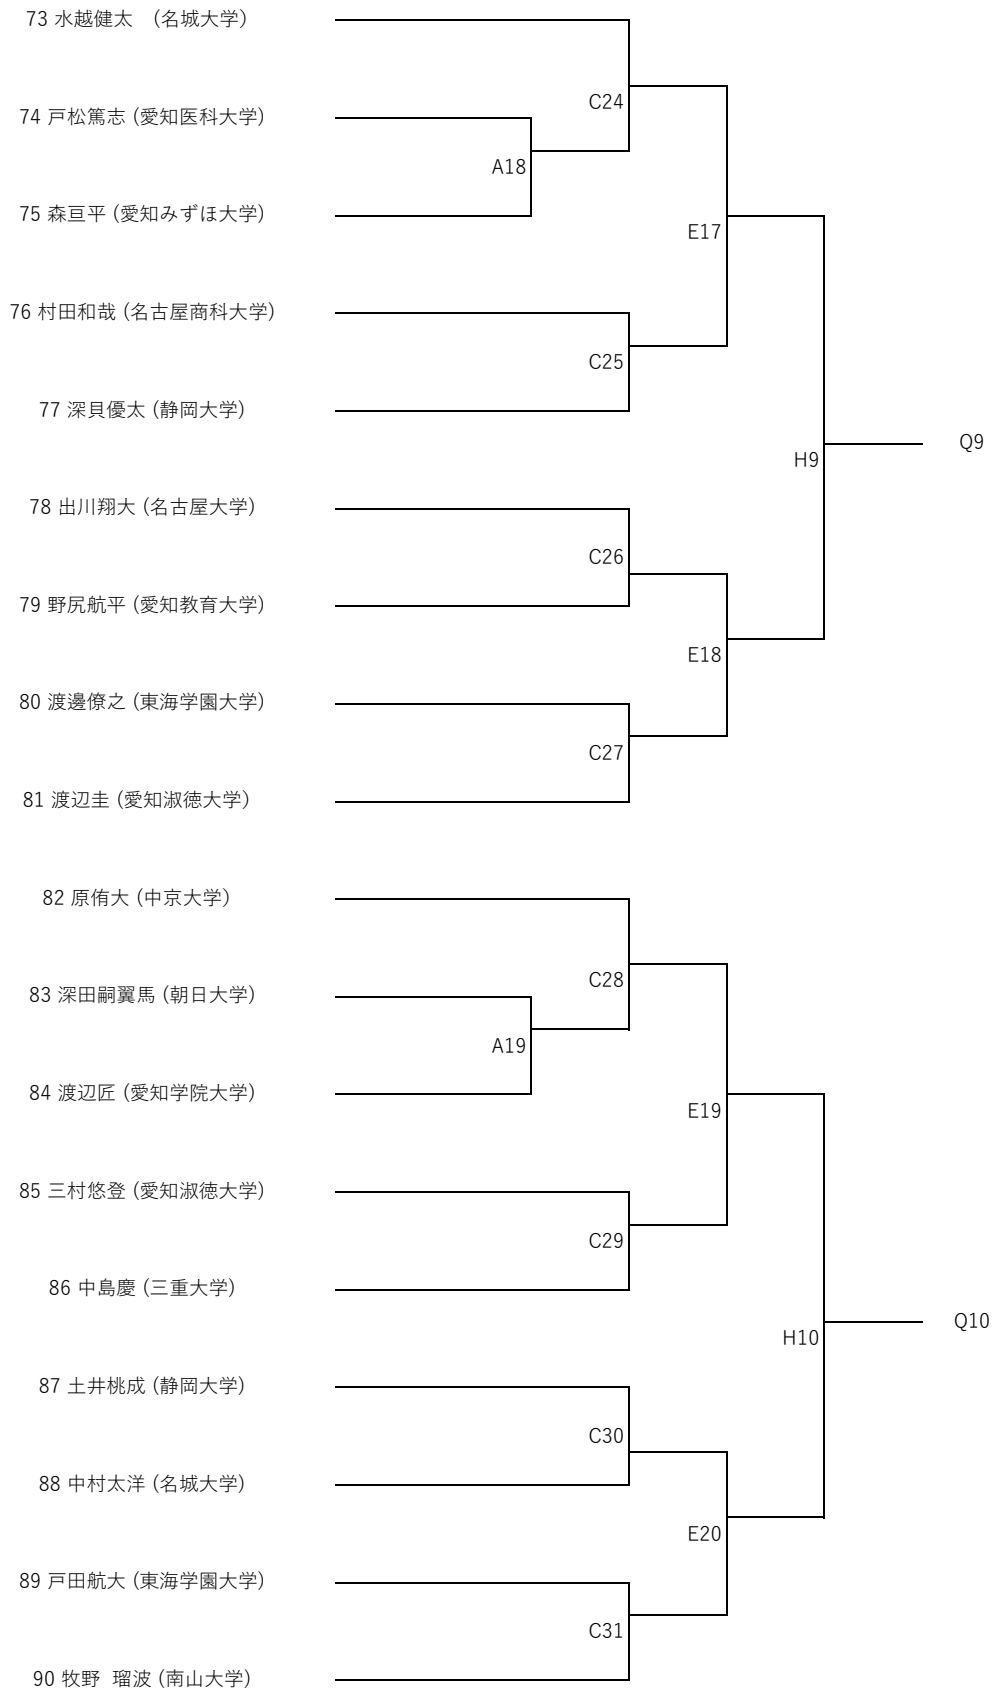 73 水越健太　(名城大学)
C24
74 戸松篤志 (愛知医科大学)
A18
75 森亘平 (愛知みずほ大学)
E17
76 村田和哉 (名古屋商科大学)
C25
77 深貝優太 (静岡大学)
Q9
H9
78 出川翔大 (名古屋大学)
C26
79 野尻航平 (愛知教育大学)
E18
80 渡邊僚之 (東海学園大学)
C27
81 渡辺圭 (愛知淑徳大学)
82 原侑大 (中京大学)
C28
83 深田嗣翼馬 (朝日大学)
A19
84 渡辺匠 (愛知学院大学)
E19
85 三村悠登 (愛知淑徳大学)
C29
86 中島慶 (三重大学)
Q10
H10
87 土井桃成 (静岡大学)
C30
88 中村太洋 (名城大学)
E20
89 戸田航大 (東海学園大学)
C31
90 牧野 瑠波 (南山大学)